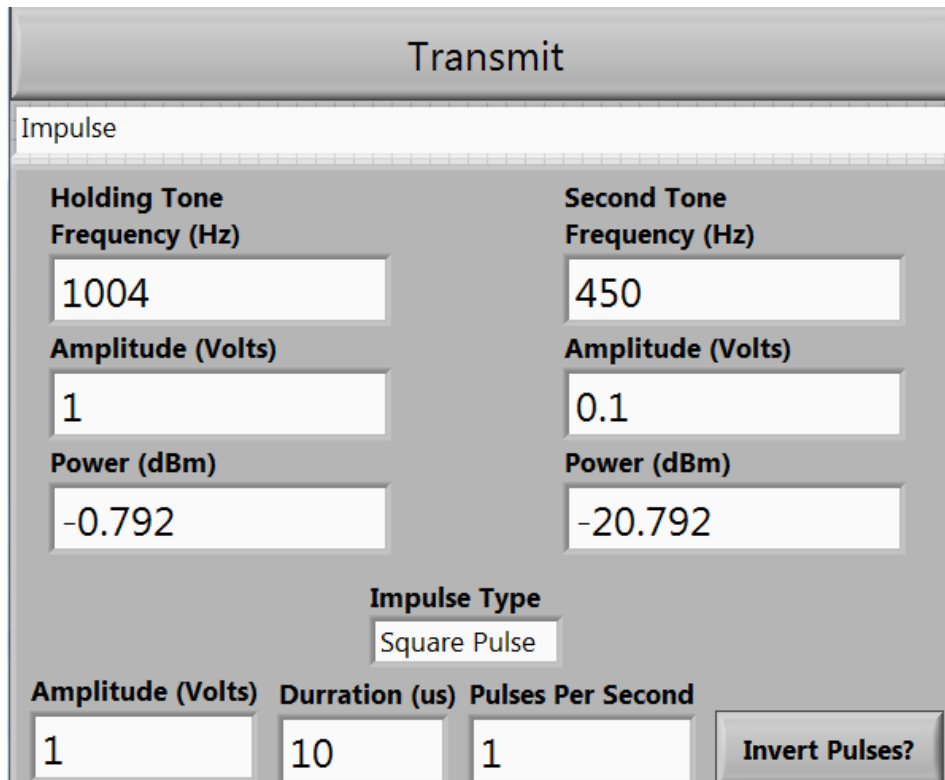 Transmit
Impulse
Holding Tone
Frequency (Hz)
1004
Amplitude (Volts)
1
Power (dBm)
-0.792
Second Tone
Frequency (Hz)
450
Amplitude (Volts)
0.1
Power (dBm)
-20.792
Impulse Type
Square Pulse
Amplitude (Volts)
1
Durration (us)
10
Pulses Per Second
1
Invert Pulses?